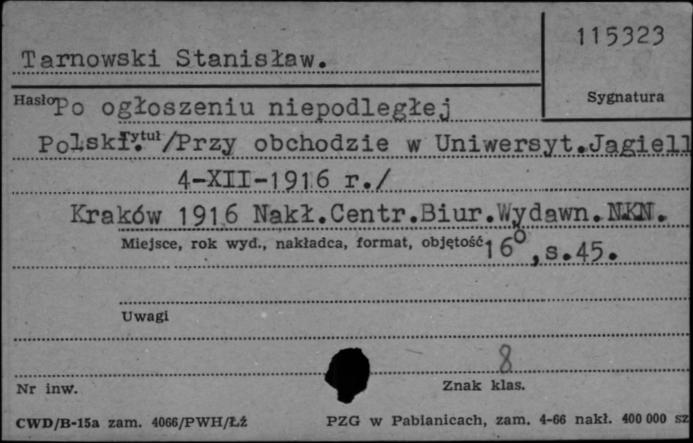 115323
Tarnowski Stanisław.
Sygnatura
Hasło Po ogłoszeniu niepodległej
Polski. Tytuł /Przy obchodzie w Uniwersyt.Jagiell
4-XII-1916 r./
Kraków 1916 Nakł.Centr.Biur.Wydawn.NKN.
Miejsce, rok wyd., nakładca, format, objętość 16°,s.45.
Uwagi
8
Nr inw. Znak klas.
CWD/B-15a zam. 4066/PWH/Łź PZG w Pabianicach, zam. 4-66 nakł. 400 000 sz